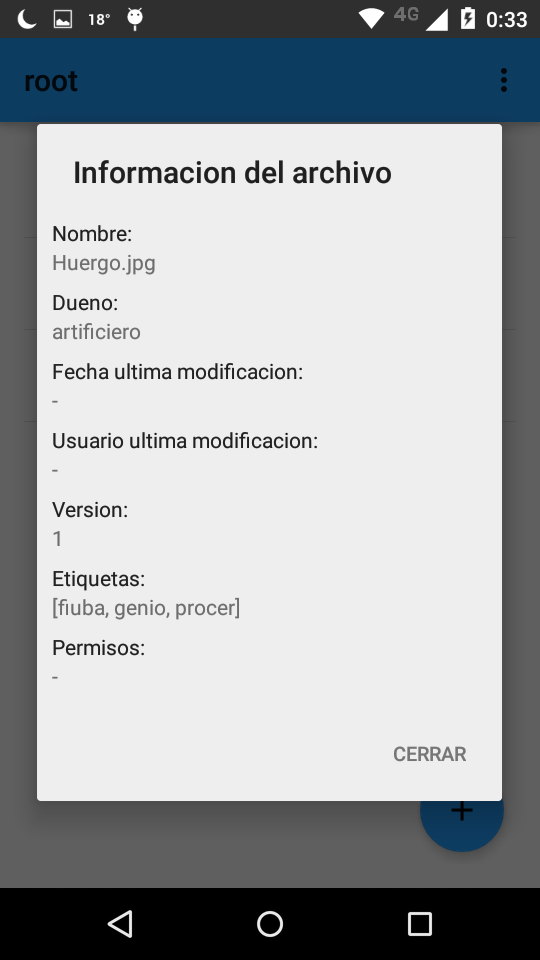 18°
4G
0:33
root
Informacion del archivo
Nombre:
Huergo.jpg
Dueno:
artificiero
Fecha ultima modificacion:
-
Usuario ultima modificacion:
-
Version:
1
Etiquetas:
[fiuba, genio, procer]
Permisos:
-
CERRAR
+